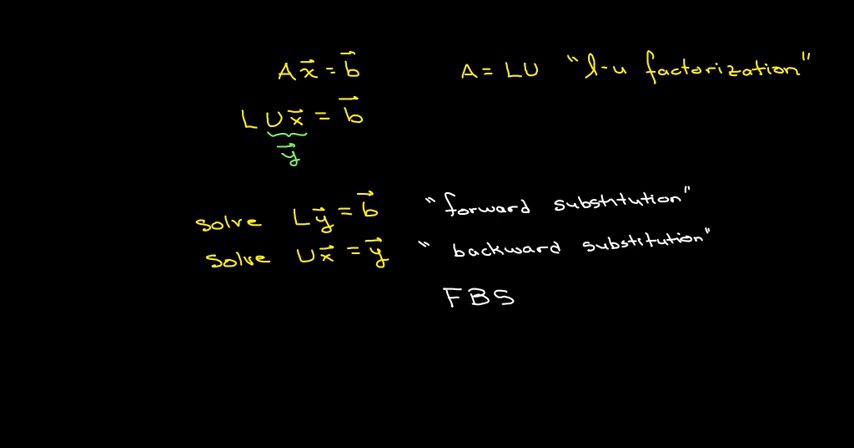 A x⃗ = b⃗ A = LU "l-u factorization"
L U x⃗ = b⃗
y⃗
solve L y⃗ = b⃗ "forward substitution"
solve U x⃗ = y⃗ "backward substitution"
FBS